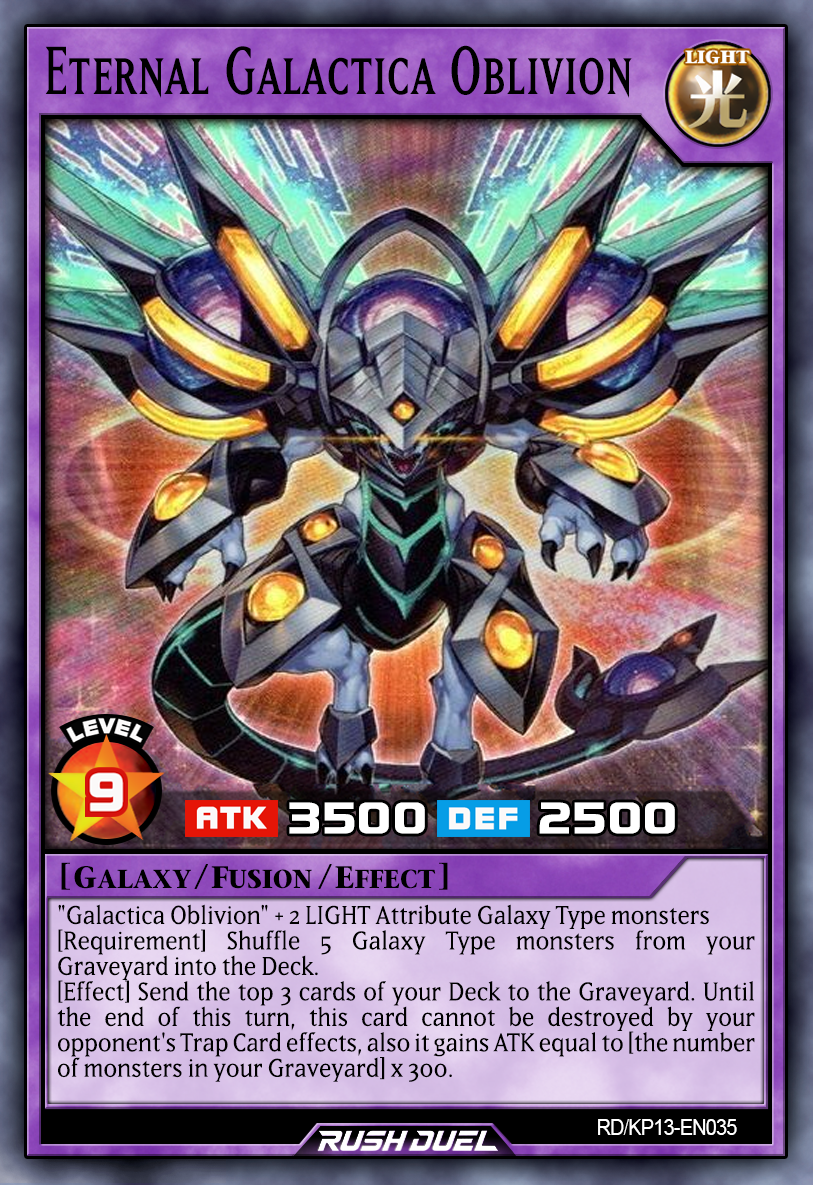 Eternal Galactica Oblivion
LIGHT
光
LEVEL
9
ATK 3500 DEF 2500
[Galaxy/Fusion/Effect]
"Galactica Oblivion" + 2 LIGHT Attribute Galaxy Type monsters
[Requirement] Shuffle 5 Galaxy Type monsters from your
Graveyard into the Deck.
[Effect] Send the top 3 cards of your Deck to the Graveyard. Until
the end of this turn, this card cannot be destroyed by your
opponent's Trap Card effects, also it gains ATK equal to [the number
of monsters in your Graveyard] x 300.
RD/KP13-EN035
RUSH DUEL